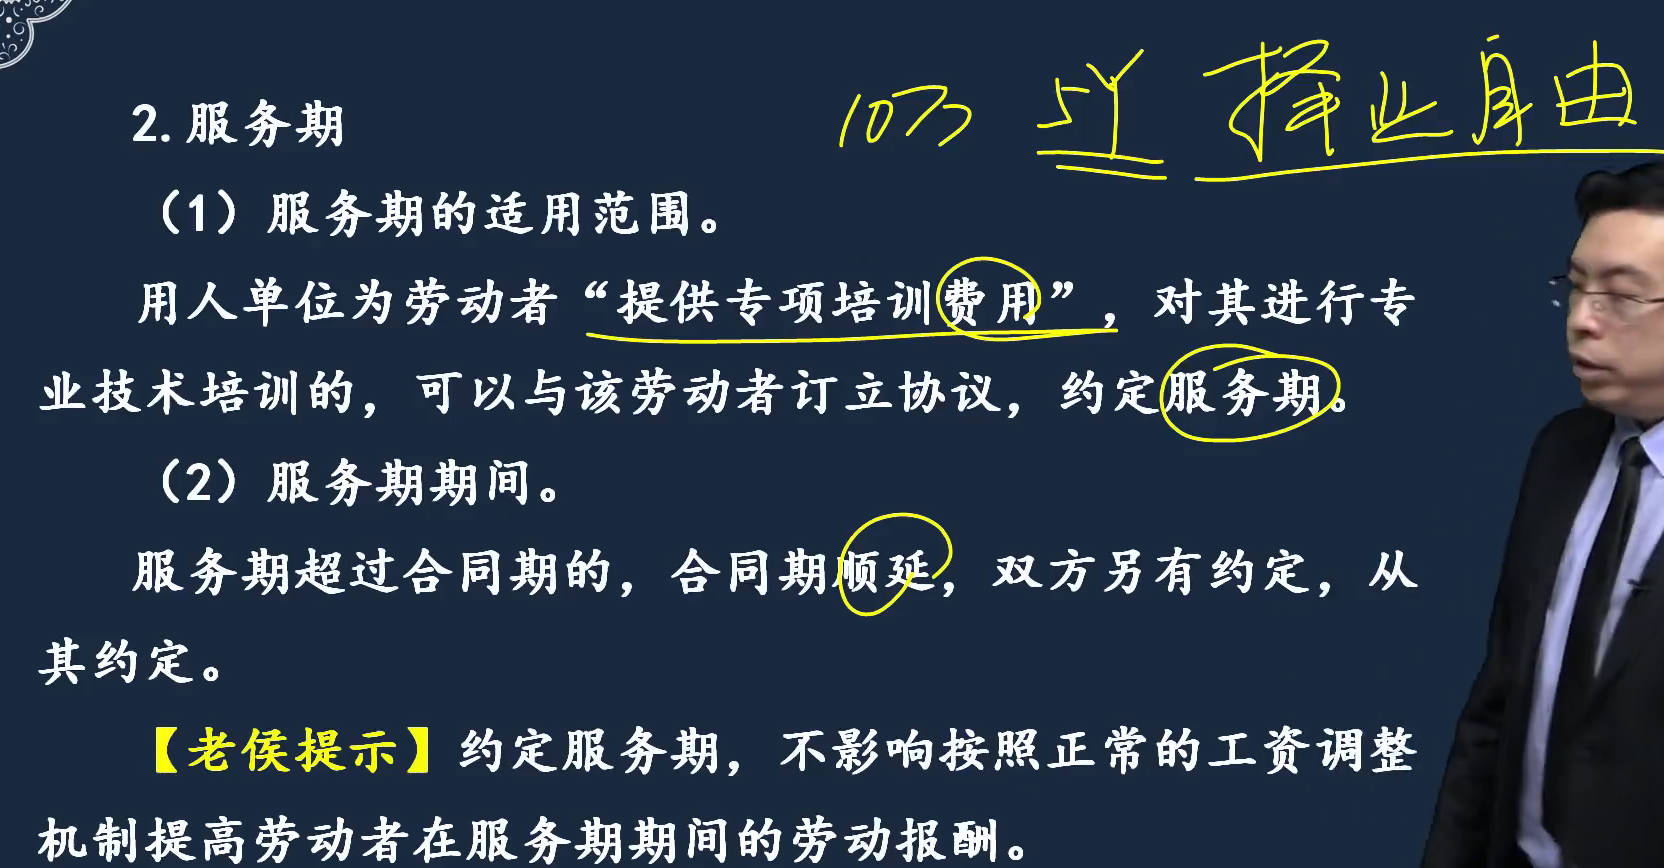 10万 5年 择业自由
2.服务期
（1）服务期的适用范围。
用人单位为劳动者“提供专项培训费用”，对其进行专
业技术培训的，可以与该劳动者订立协议，约定服务期。
（2）服务期期间。
服务期超过合同期的，合同期顺延，双方另有约定，从
其约定。
【老侯提示】约定服务期，不影响按照正常的工资调整
机制提高劳动者在服务期期间的劳动报酬。